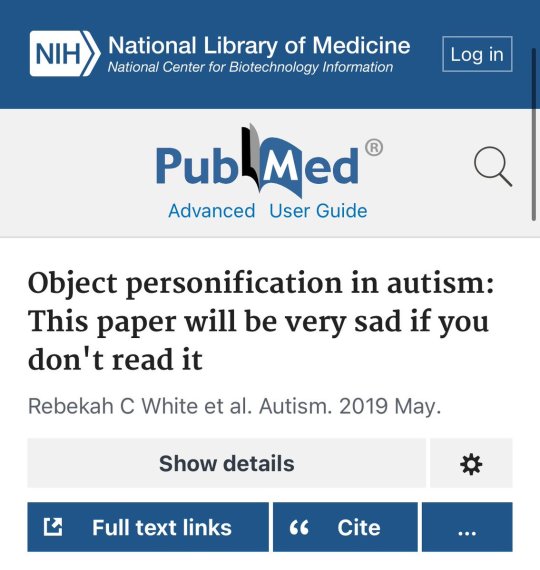 NIH National Library of Medicine
National Center for Biotechnology Information
Log in
PubMed®
Advanced User Guide
Object personification in autism:
This paper will be very sad if you
don't read it
Rebekah C White et al. Autism. 2019 May.
Show details
Full text links
“ Cite
...